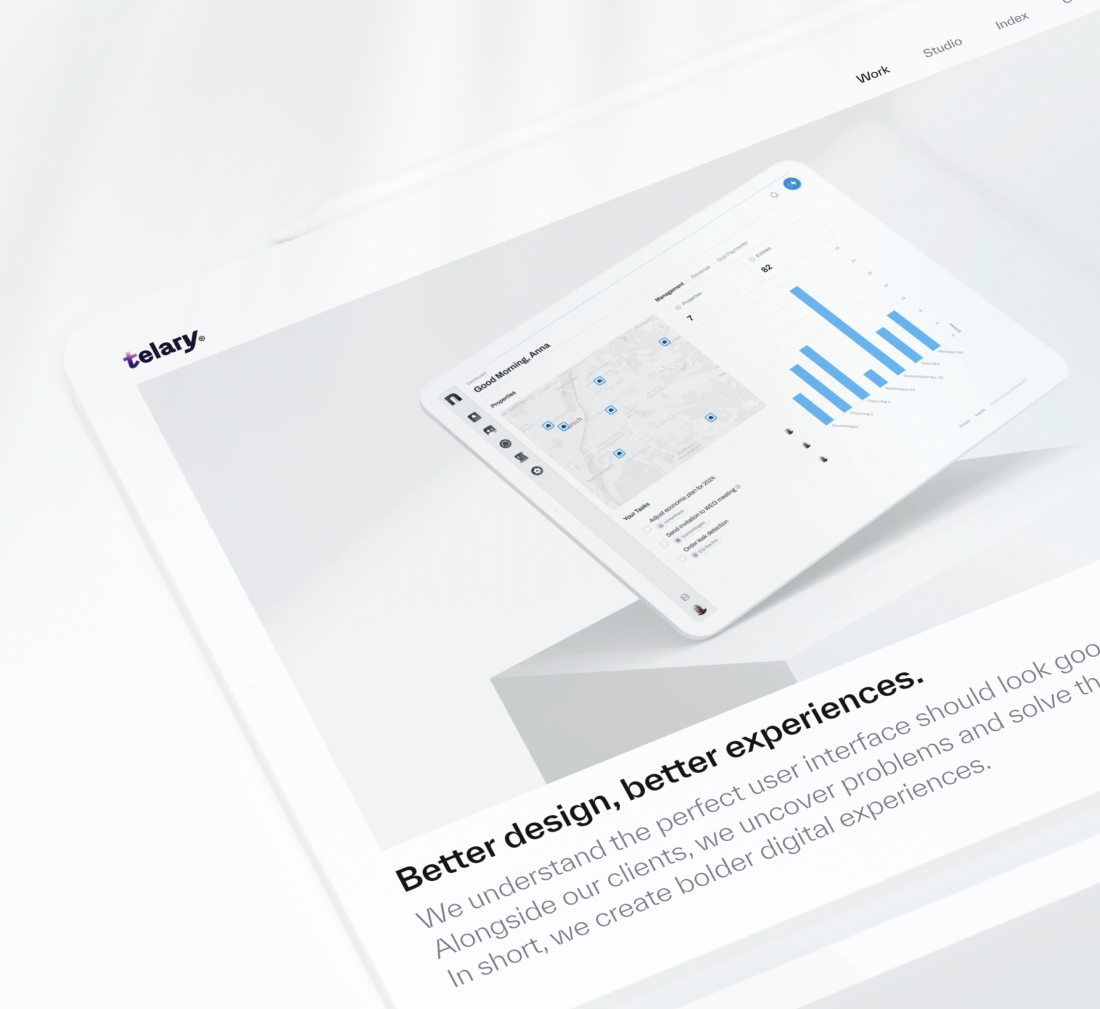 Work
Studio
Index
telary®
Dashboard
Good Morning, Anna
Properties
Management
Revenue
Due Payments
Properties
7
Entities
82
Your Tasks
Adjust economic plan for 2024
Send invitation to WEG meeting
Order leak detection
Better design, better experiences.
We understand the perfect user interface should look goo
Alongside our clients, we uncover problems and solve th
In short, we create bolder digital experiences.